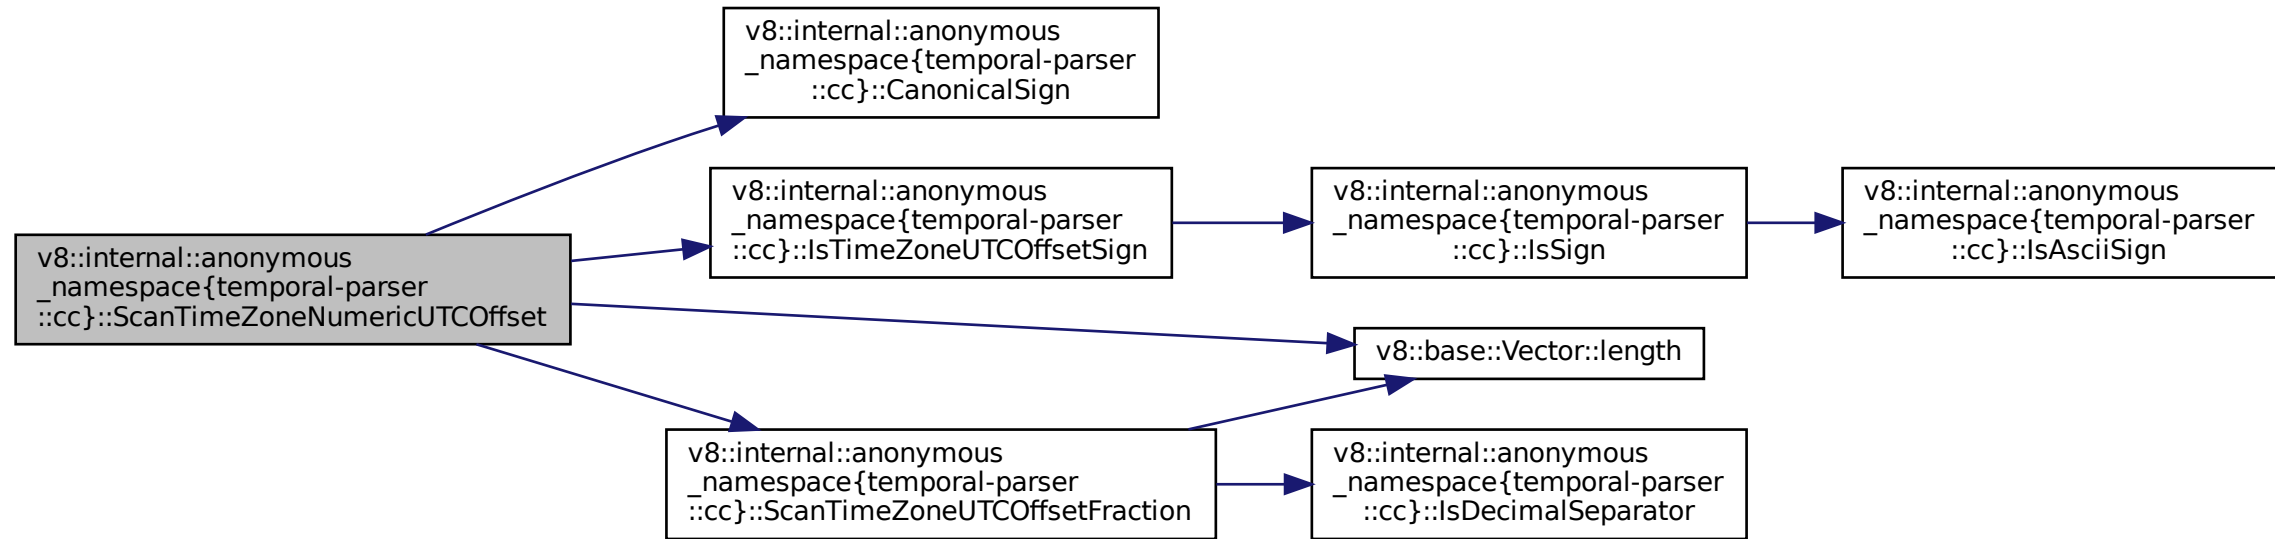 v8::internal::anonymous
_namespace{temporal-parser
::cc}::CanonicalSign
v8::internal::anonymous
_namespace{temporal-parser
::cc}::IsTimeZoneUTCOffsetSign
v8::internal::anonymous
_namespace{temporal-parser
::cc}::IsSign
v8::internal::anonymous
_namespace{temporal-parser
::cc}::IsAsciiSign
v8::internal::anonymous
_namespace{temporal-parser
::cc}::ScanTimeZoneNumericUTCOffset
v8::base::Vector::length
v8::internal::anonymous
_namespace{temporal-parser
::cc}::ScanTimeZoneUTCOffsetFraction
v8::internal::anonymous
_namespace{temporal-parser
::cc}::IsDecimalSeparator